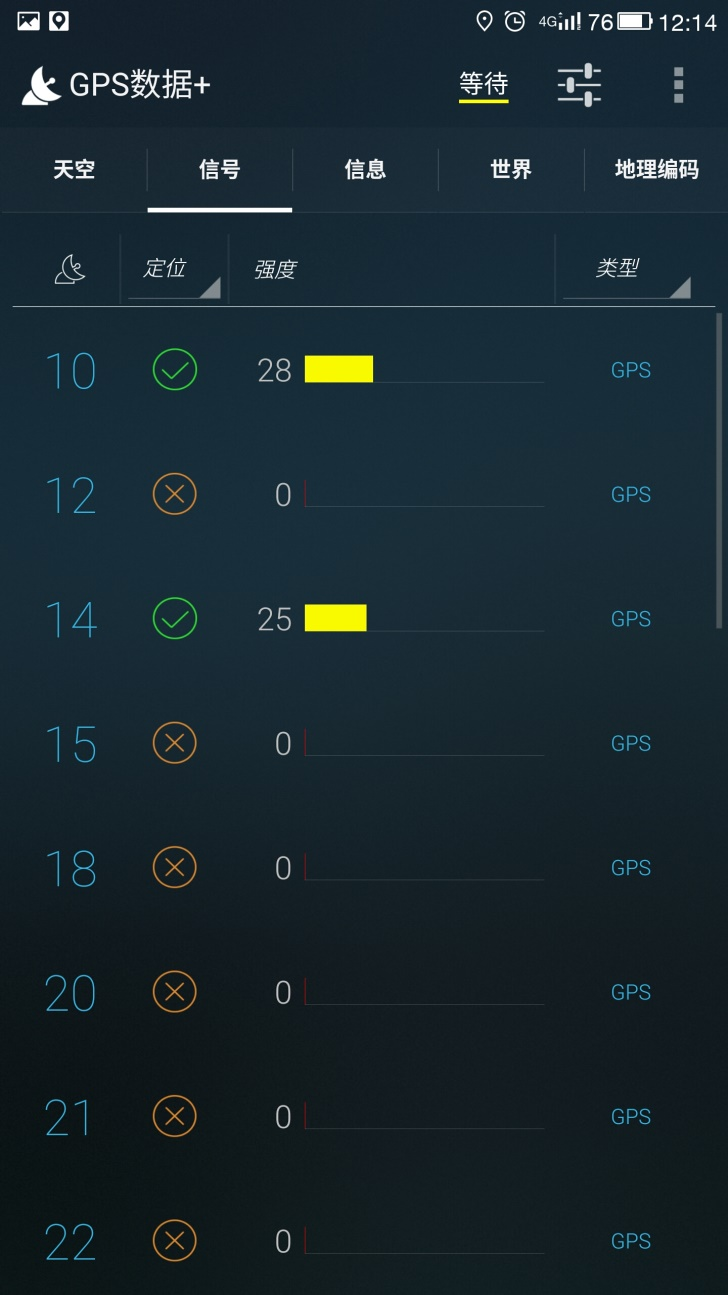 4G 76 12:14
GPS数据+ 等待
天空 信号 信息 世界 地理编码
定位 强度 类型
10 28 GPS
12 0 GPS
14 25 GPS
15 0 GPS
18 0 GPS
20 0 GPS
21 0 GPS
22 0 GPS